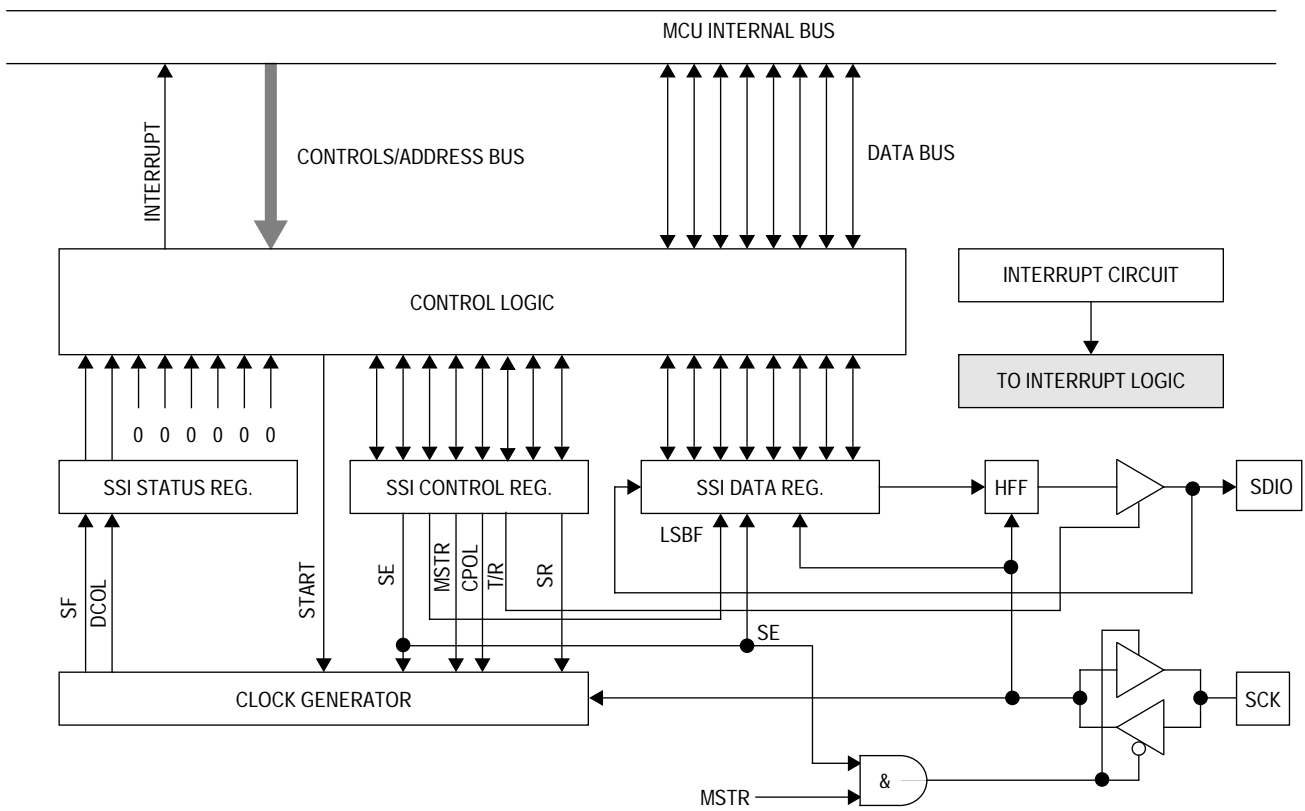 MCU INTERNAL BUS
INTERRUPT
CONTROLS/ADDRESS BUS
DATA BUS
CONTROL LOGIC
INTERRUPT CIRCUIT
TO INTERRUPT LOGIC
0 0 0 0 0 0
SSI STATUS REG.
SSI CONTROL REG.
SSI DATA REG.
HFF
SDIO
LSBF
SF
DCOL
START
SE
MSTR
CPOL
T/R
SR
SE
CLOCK GENERATOR
SCK
&
MSTR